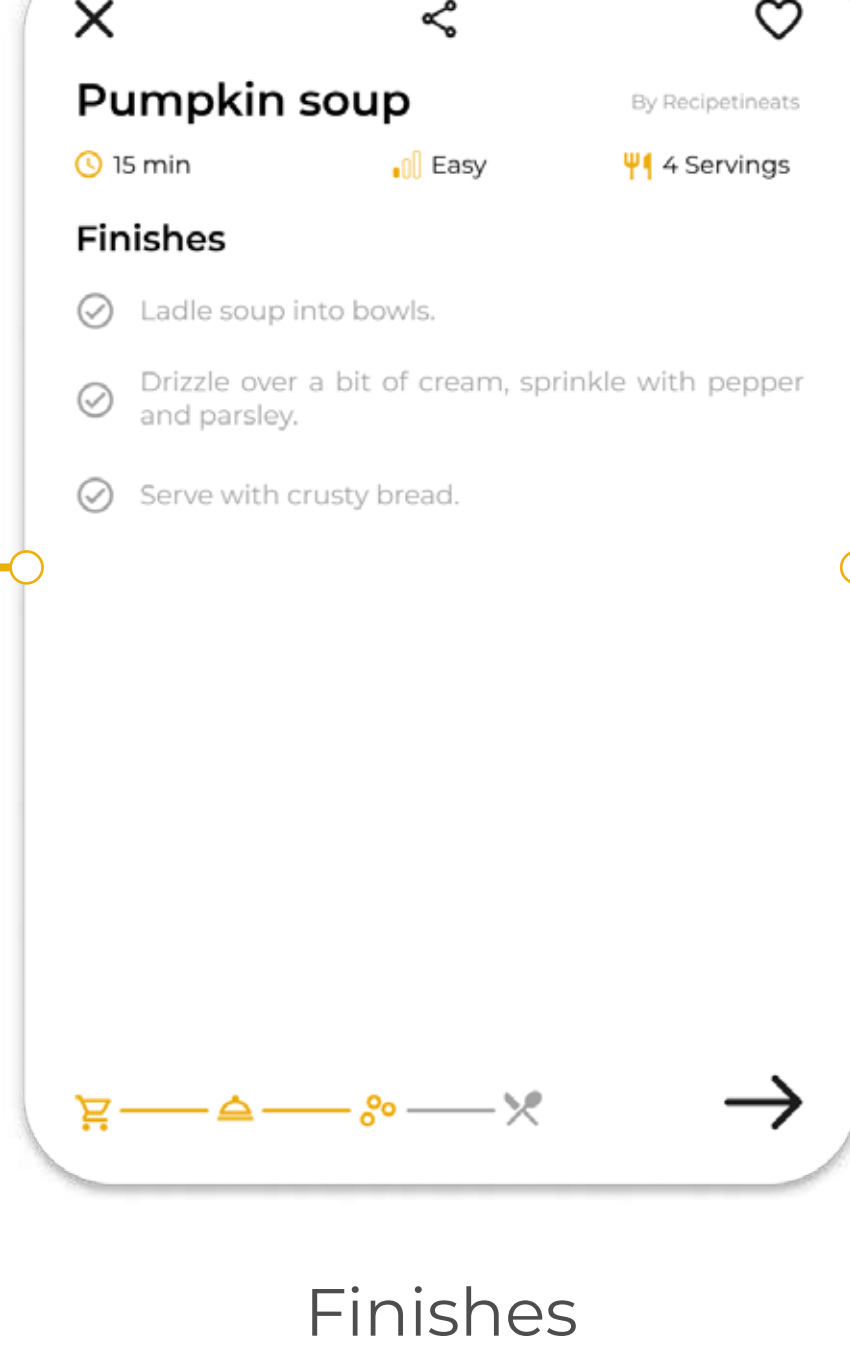 Pumpkin soup
By Recipetineats
15 min
Easy
4 Servings
Finishes
Ladle soup into bowls.
Drizzle over a bit of cream, sprinkle with pepper
and parsley.
Serve with crusty bread.
Finishes